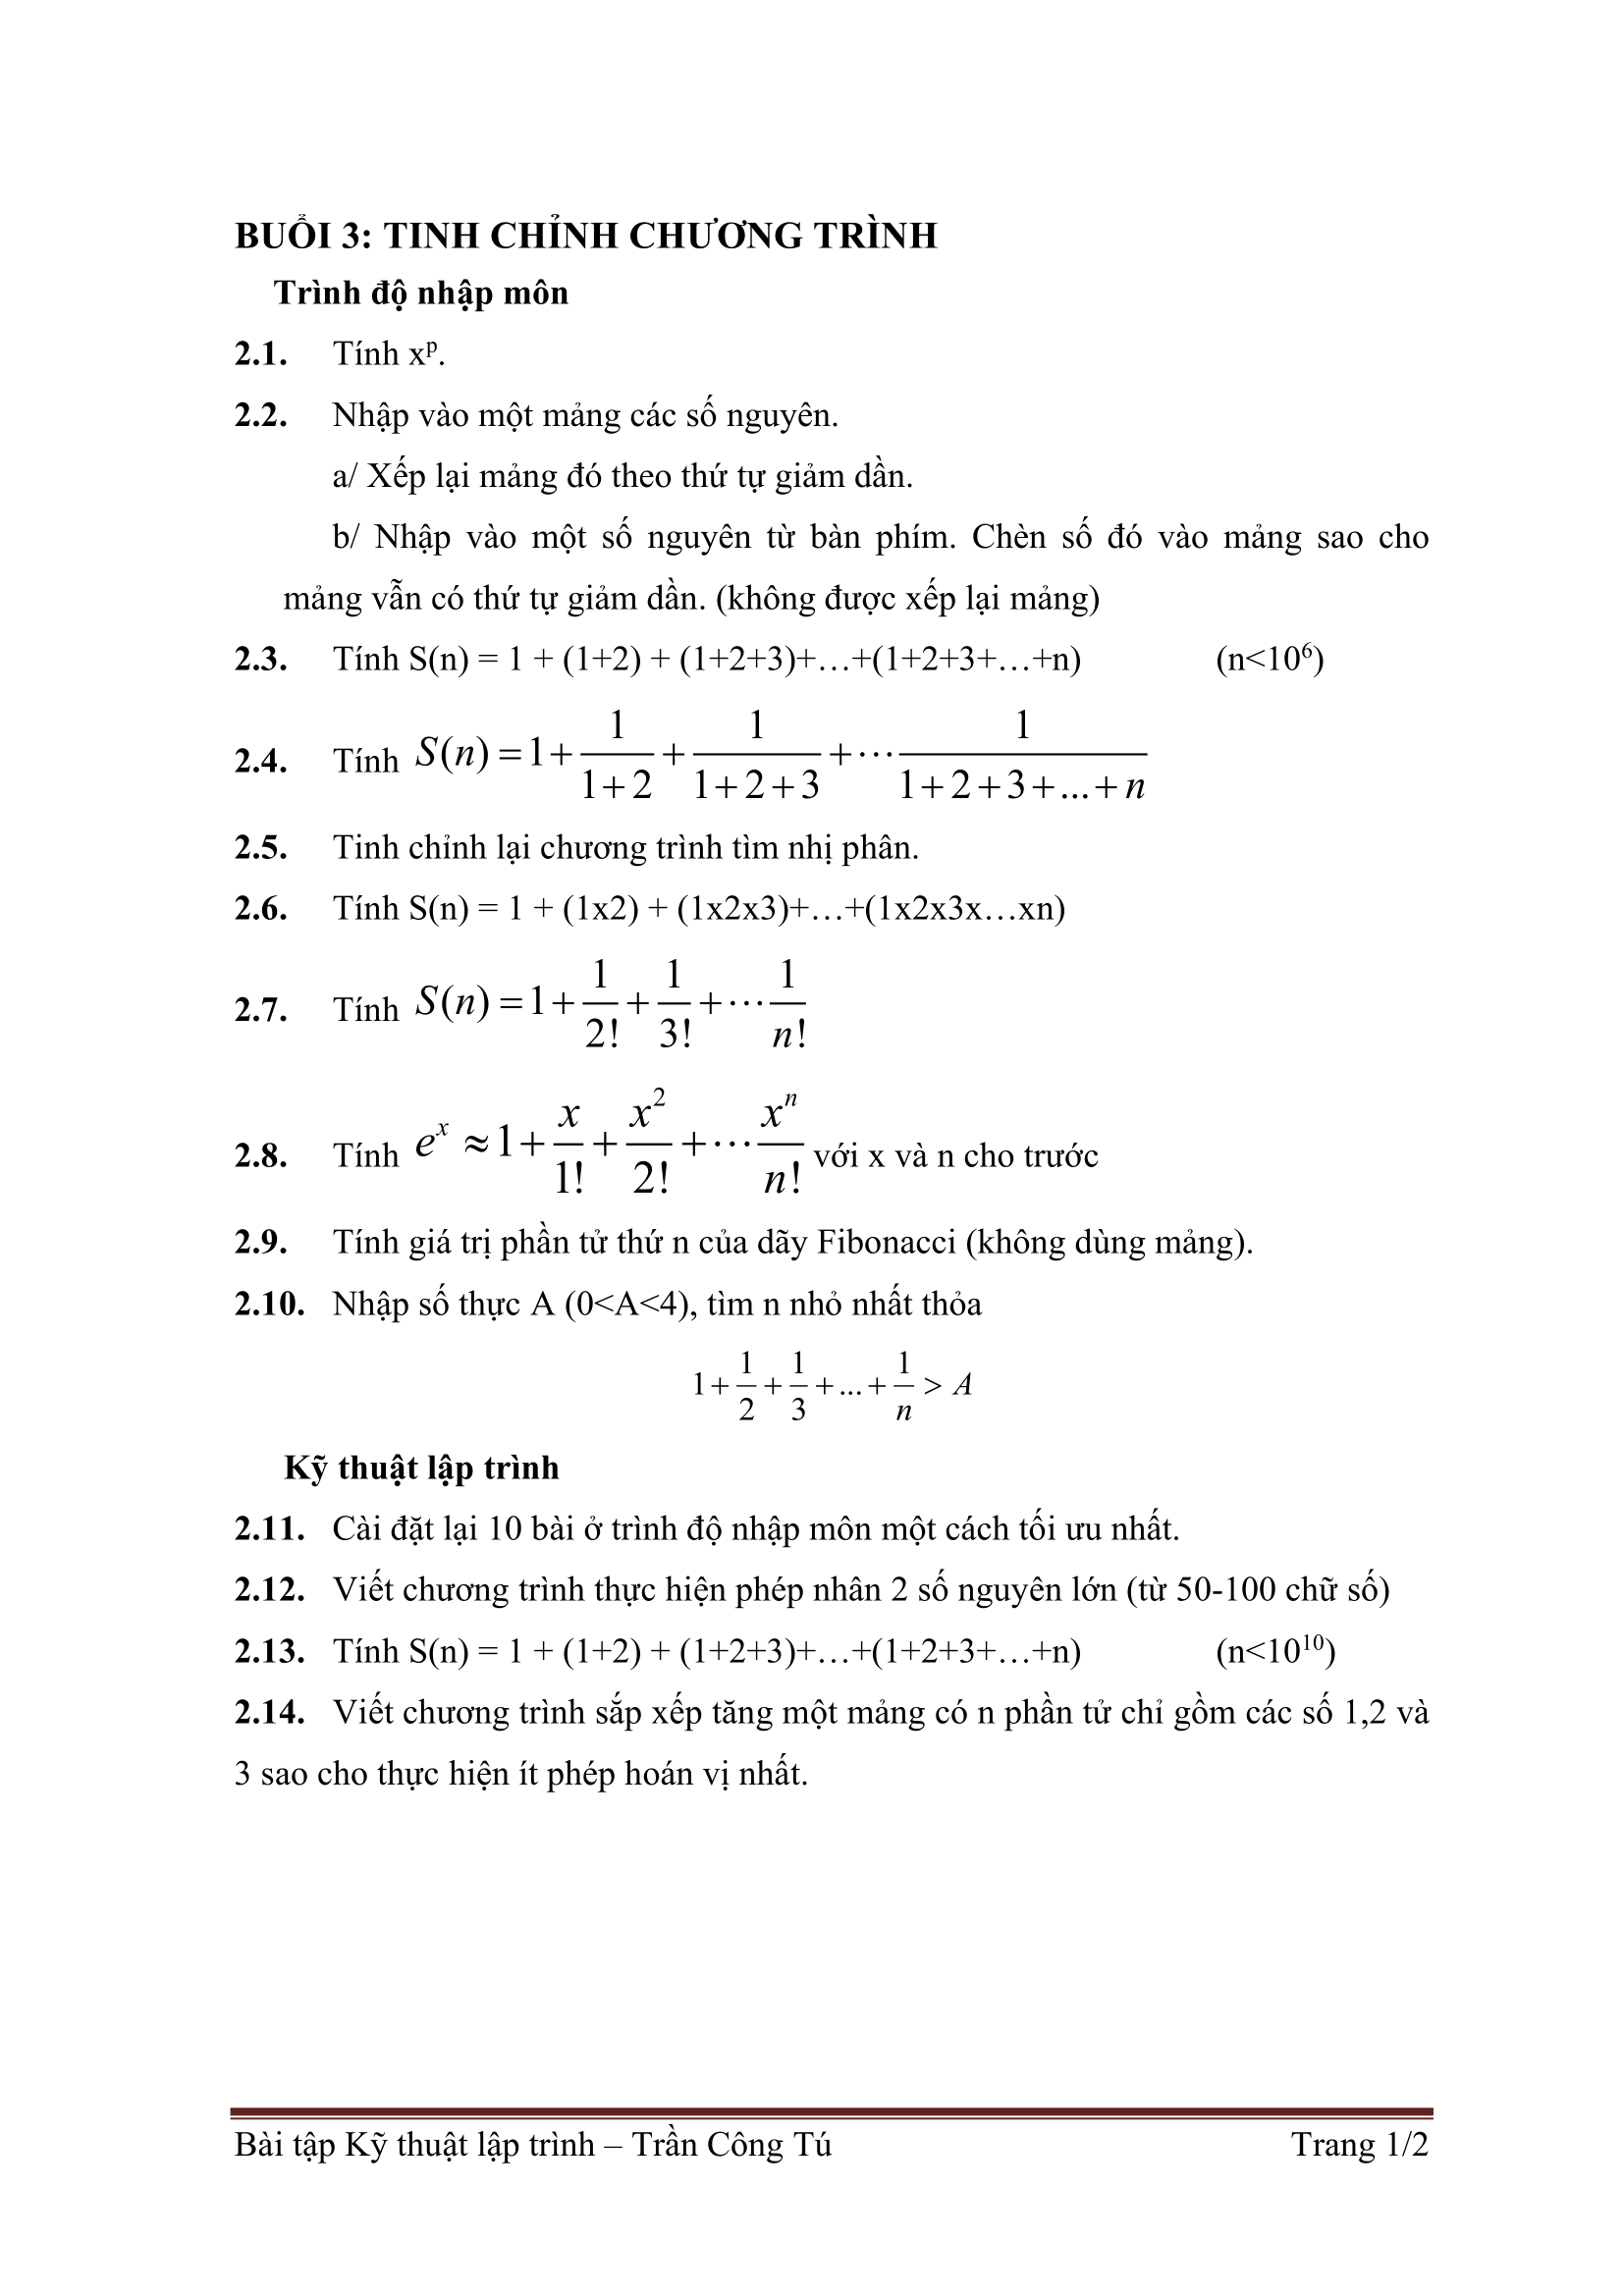 BUỔI 3: TINH CHỈNH CHƯƠNG TRÌNH
Trình độ nhập môn
2.1. Tính xᵖ.
2.2. Nhập vào một mảng các số nguyên.
a/ Xếp lại mảng đó theo thứ tự giảm dần.
b/ Nhập vào một số nguyên từ bàn phím. Chèn số đó vào mảng sao cho
mảng vẫn có thứ tự giảm dần. (không được xếp lại mảng)
2.3. Tính S(n) = 1 + (1+2) + (1+2+3)+…+(1+2+3+…+n) (n<10⁶)
2.4. Tính $S(n)=1+\frac{1}{1+2}+\frac{1}{1+2+3}+\cdots\frac{1}{1+2+3+...+n}$
2.5. Tinh chỉnh lại chương trình tìm nhị phân.
2.6. Tính S(n) = 1 + (1x2) + (1x2x3)+…+(1x2x3x…xn)
2.7. Tính $S(n)=1+\frac{1}{2!}+\frac{1}{3!}+\cdots\frac{1}{n!}$
2.8. Tính $e^x\approx1+\frac{x}{1!}+\frac{x^2}{2!}+\cdots\frac{x^n}{n!}$ với x và n cho trước
2.9. Tính giá trị phần tử thứ n của dãy Fibonacci (không dùng mảng).
2.10. Nhập số thực A (0<A<4), tìm n nhỏ nhất thỏa
$1+\frac{1}{2}+\frac{1}{3}+...+\frac{1}{n}>A$
Kỹ thuật lập trình
2.11. Cài đặt lại 10 bài ở trình độ nhập môn một cách tối ưu nhất.
2.12. Viết chương trình thực hiện phép nhân 2 số nguyên lớn (từ 50-100 chữ số)
2.13. Tính S(n) = 1 + (1+2) + (1+2+3)+…+(1+2+3+…+n) (n<10¹⁰)
2.14. Viết chương trình sắp xếp tăng một mảng có n phần tử chỉ gồm các số 1,2 và
3 sao cho thực hiện ít phép hoán vị nhất.
Bài tập Kỹ thuật lập trình – Trần Công Tú Trang 1/2